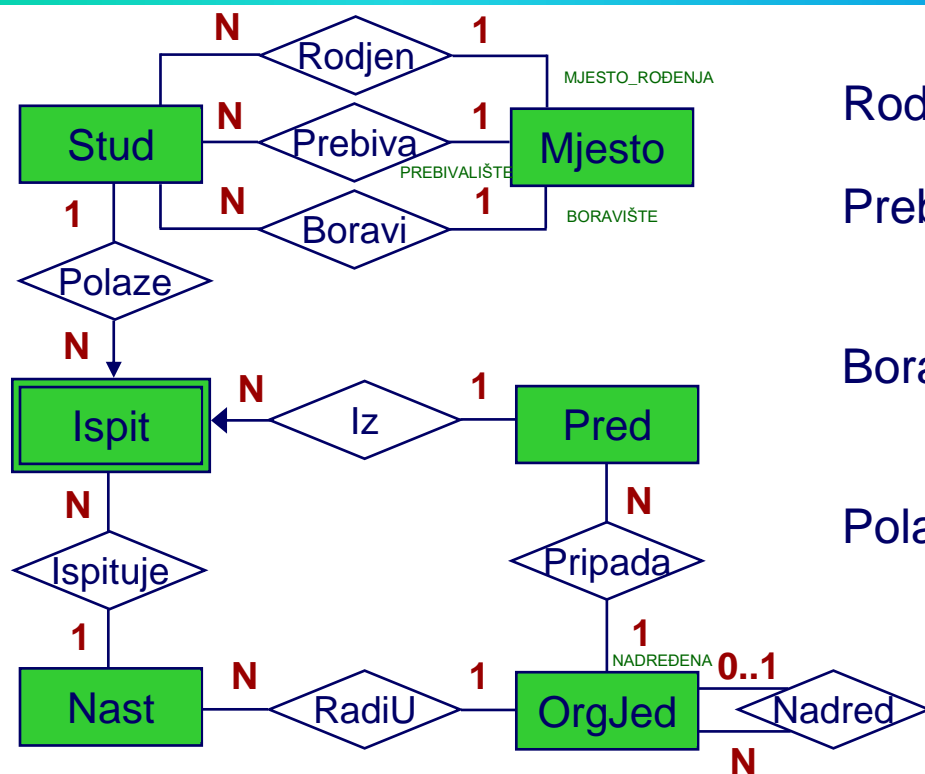 N 1
Rodjen
MJESTO_ROĐENJA
Rod
N 1
Stud Prebiva Mjesto
PREBIVALIŠTE
Preb
N 1
1 Boravi BORAVIŠTE
Polaze
N
Bora
N 1
Ispit Iz Pred
N N
Pola
Ispituje Pripada
1 1
NADREĐENA 0..1
N 1
Nast RadiU OrgJed Nadred
N